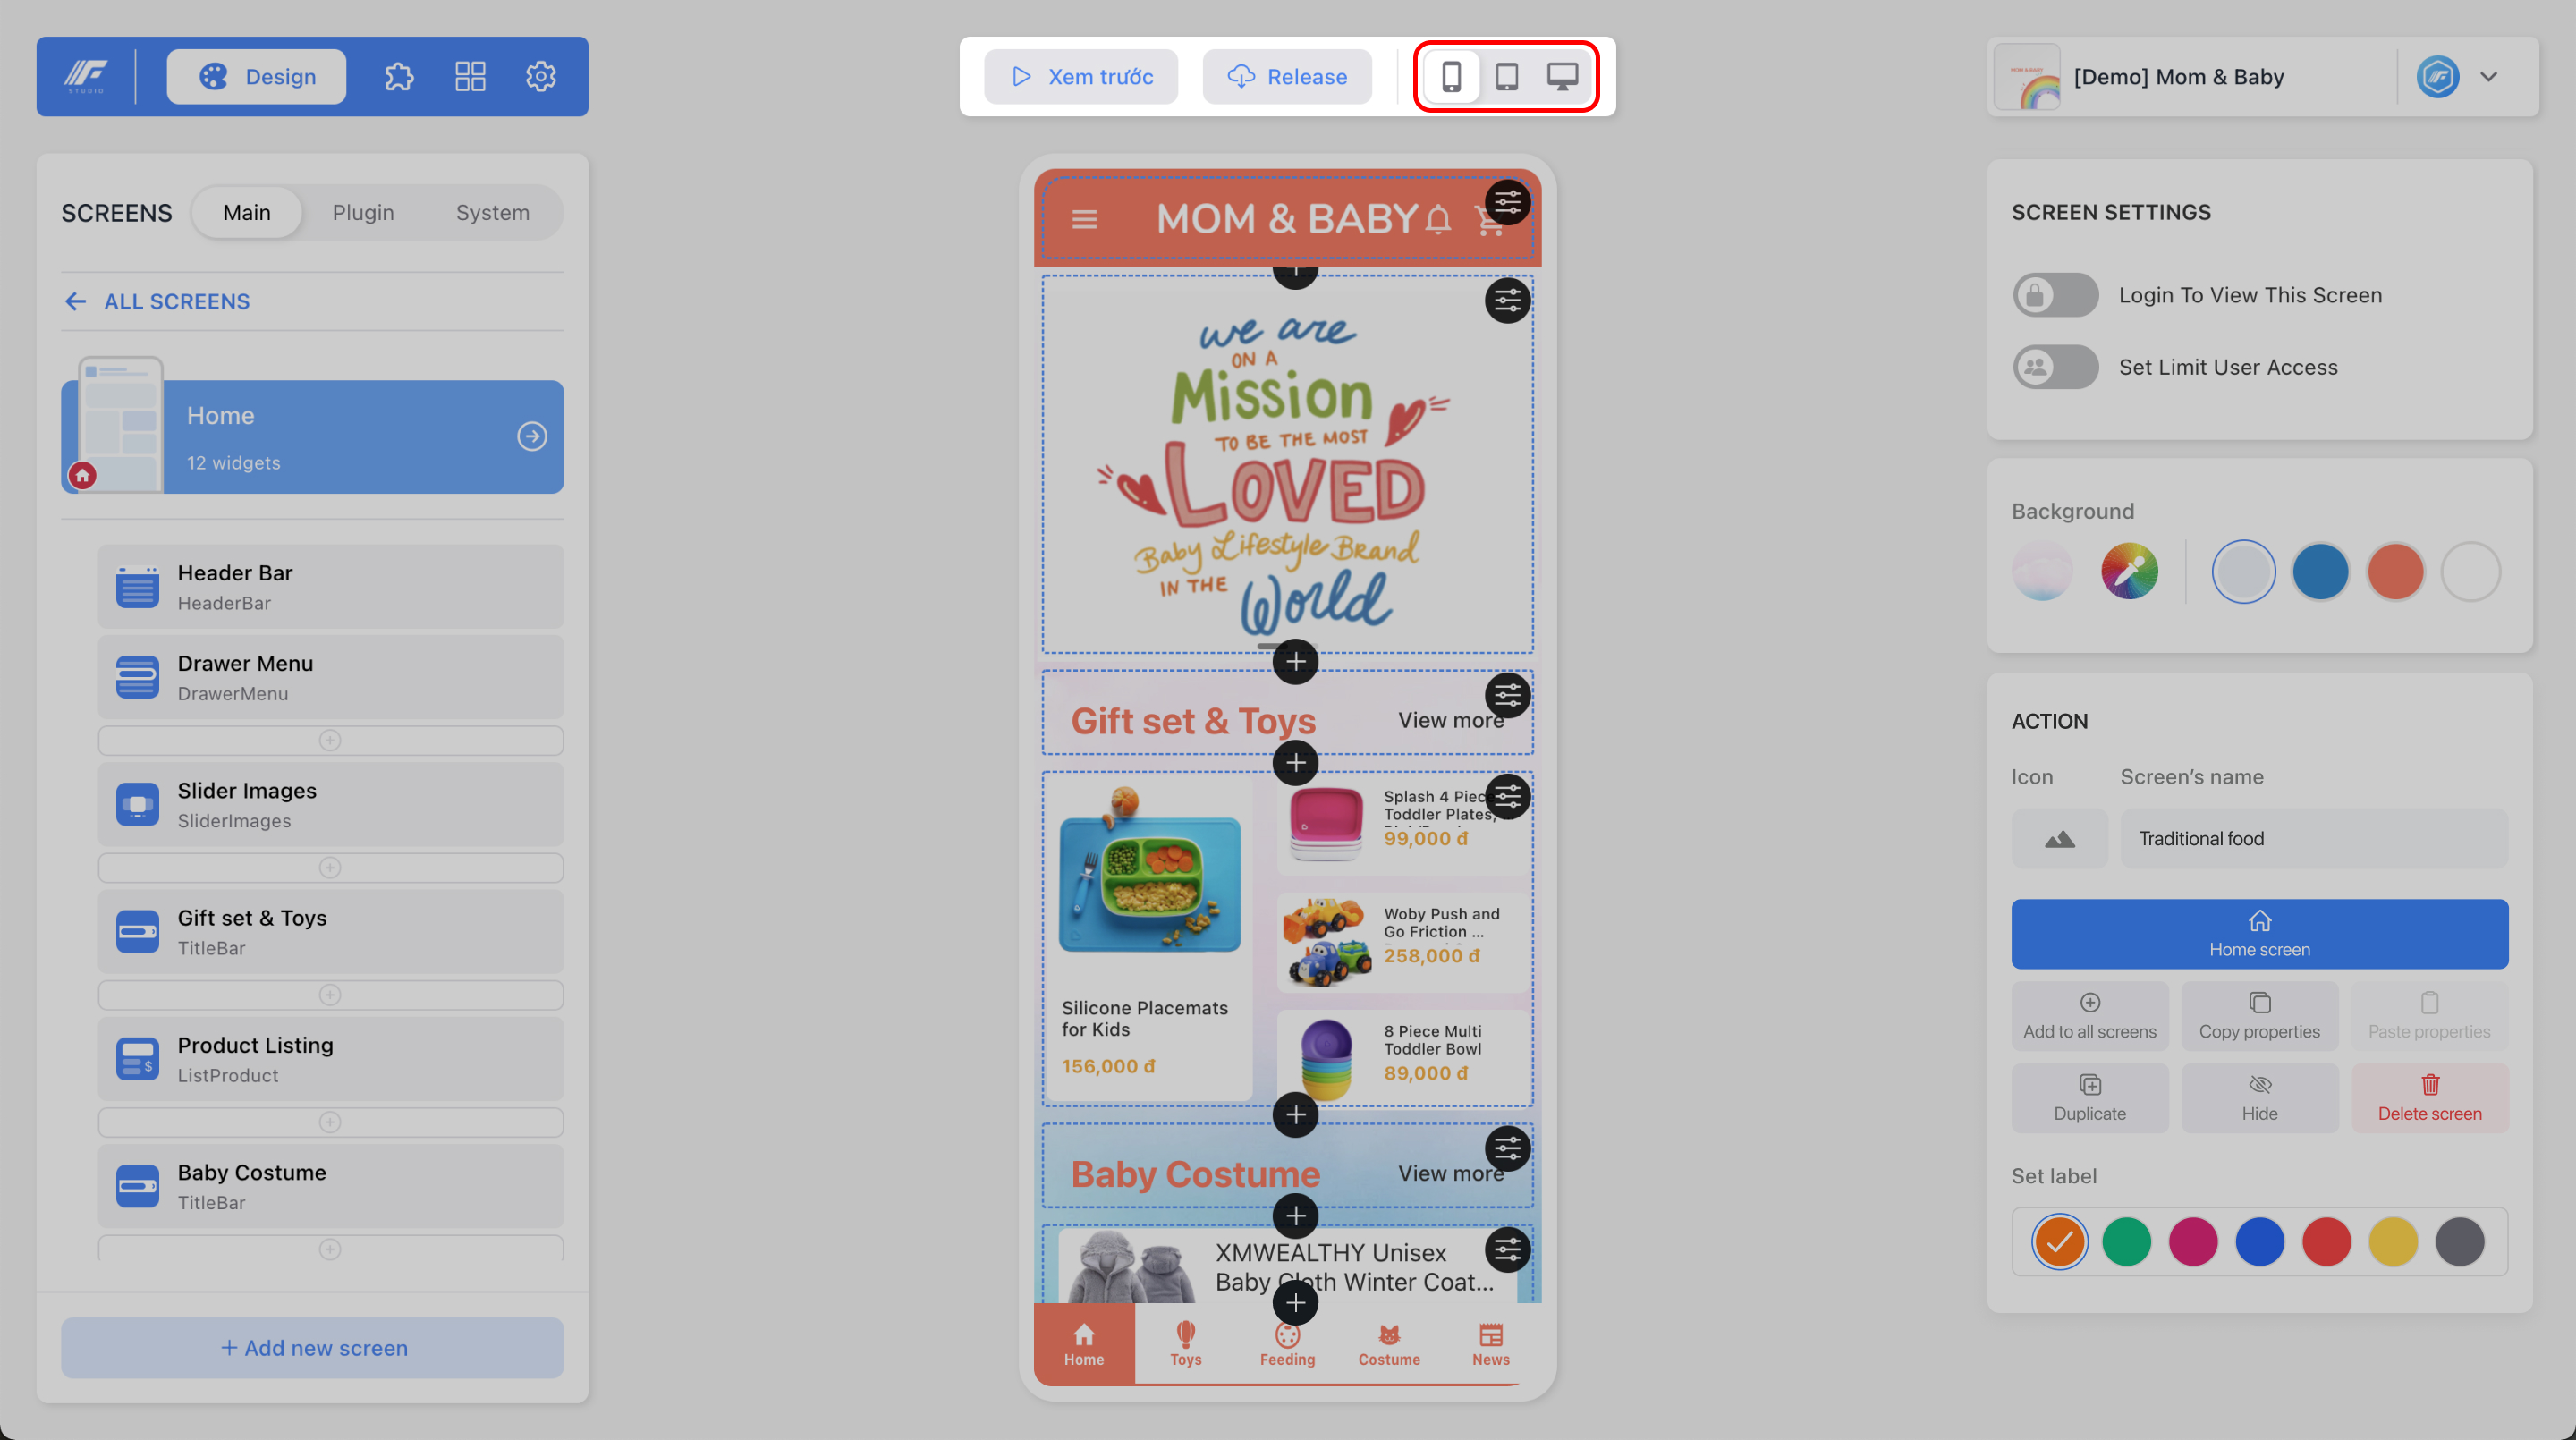 STUDIO
Design
Xem trước
Release
MOM & BABY
[Demo] Mom & Baby
SCREENS
Main
Plugin
System
ALL SCREENS
Home
12 widgets
Header Bar
HeaderBar
Drawer Menu
DrawerMenu
Slider Images
SliderImages
Gift set & Toys
TitleBar
Product Listing
ListProduct
Baby Costume
TitleBar
+ Add new screen
MOM & BABY
we are
ON A
Mission
TO BE THE MOST
LOVED
Baby Lifestyle Brand
IN THE
World
Gift set & Toys
View more
Silicone Placemats
for Kids
156,000 đ
Splash 4 Piece
Toddler Plates, ...
99,000 đ
Woby Push and
Go Friction ...
258,000 đ
8 Piece Multi
Toddler Bowl
89,000 đ
Baby Costume
View more
XMWEALTHY Unisex
Baby Cloth Winter Coat...
Home
Toys
Feeding
Costume
News
SCREEN SETTINGS
Login To View This Screen
Set Limit User Access
Background
ACTION
Icon
Screen's name
Traditional food
Home screen
Add to all screens
Copy properties
Paste properties
Duplicate
Hide
Delete screen
Set label